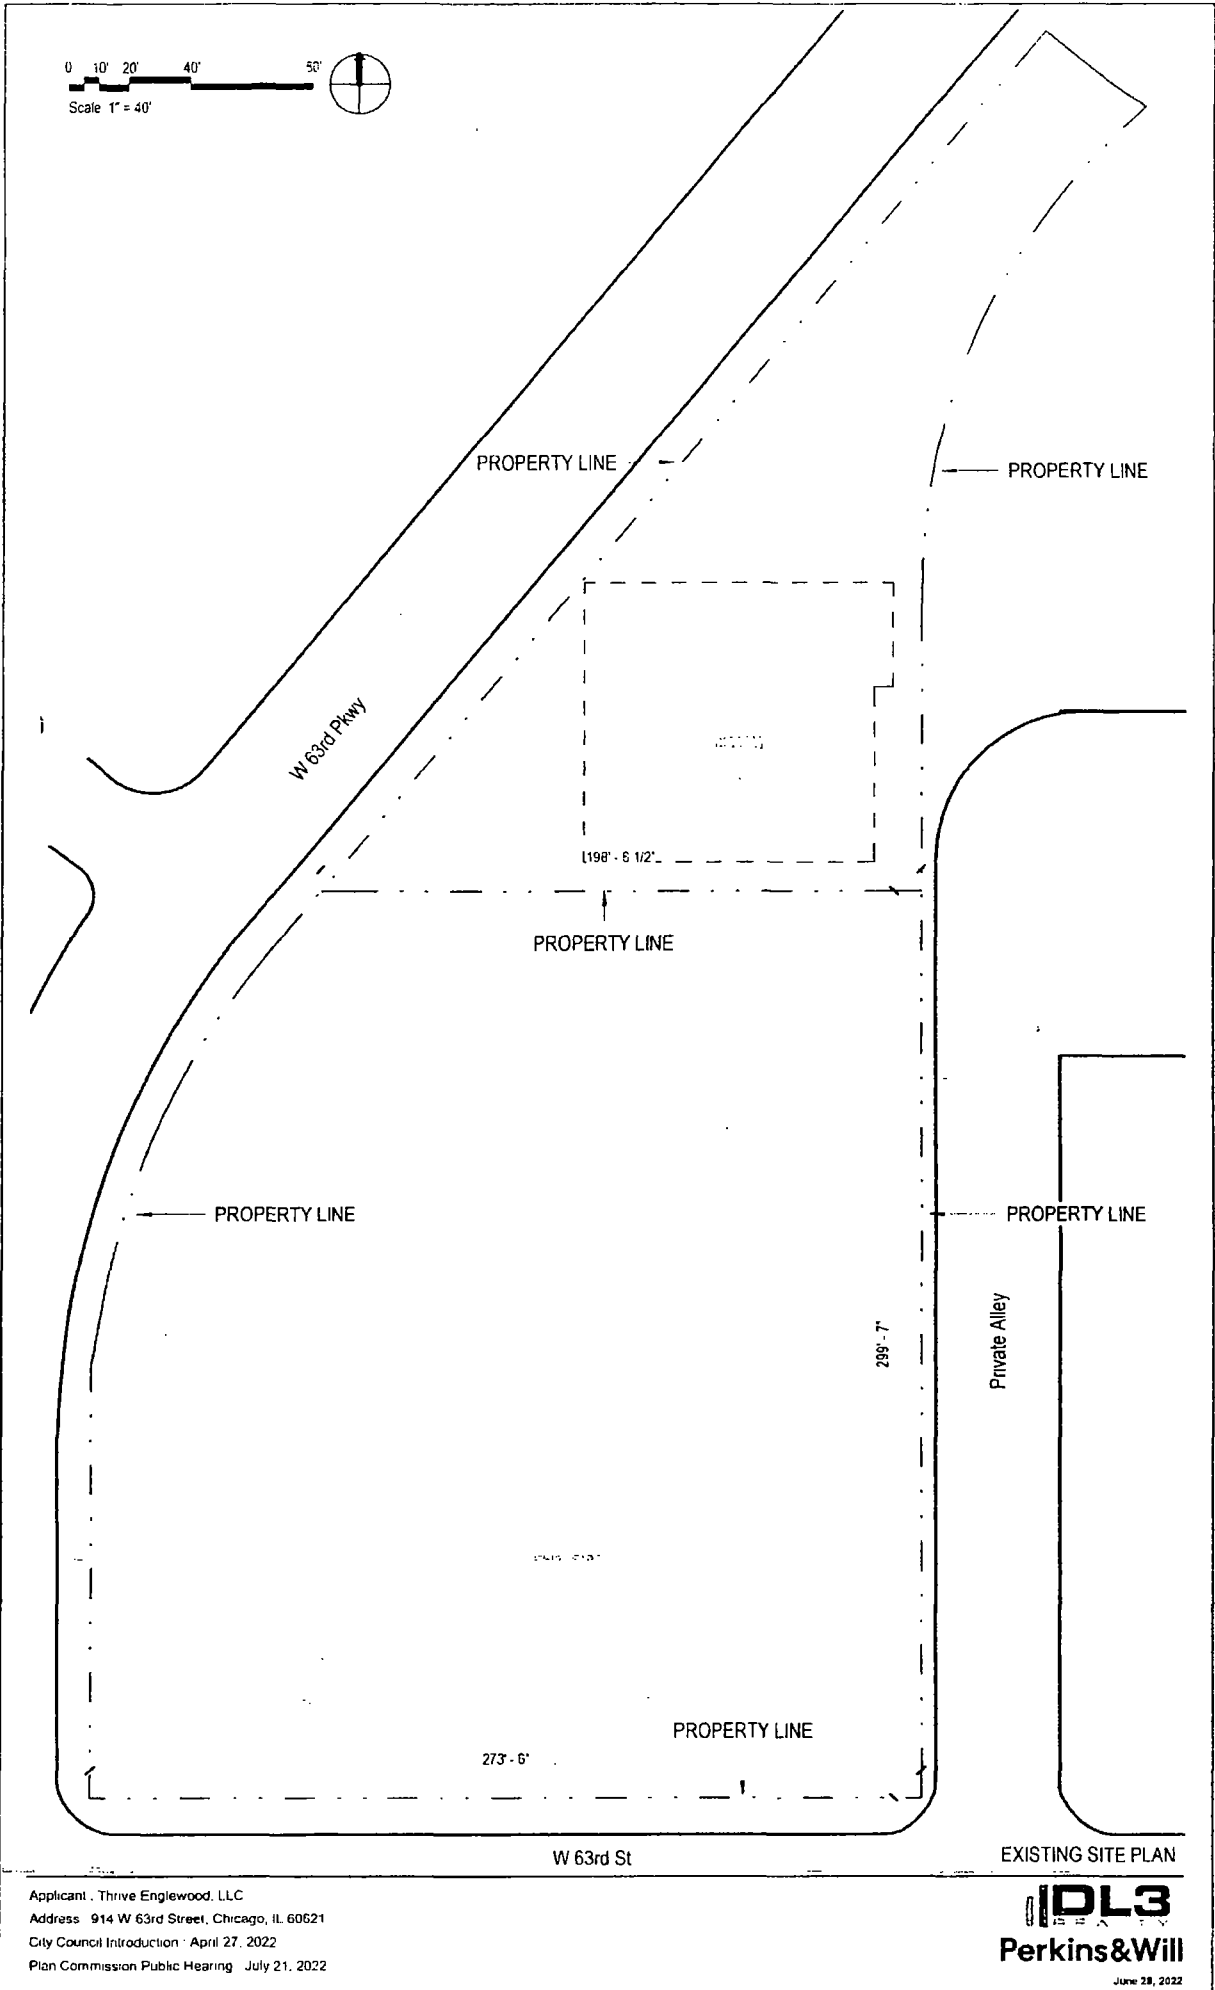 0 10' 20' 40' 50'
Scale 1" = 40'
PROPERTY LINE
PROPERTY LINE
W 63rd Pkwy
198' - 6 1/2"
PROPERTY LINE
PROPERTY LINE
PROPERTY LINE
299' - 7"
Private Alley
PROPERTY LINE
273' - 6"
W 63rd St
EXISTING SITE PLAN
Applicant . Thrive Englewood, LLC
Address 914 W 63rd Street, Chicago, IL 60621
City Council Introduction · April 27, 2022
Plan Commission Public Hearing July 21, 2022
DL3
REALTY
Perkins&Will
June 28, 2022